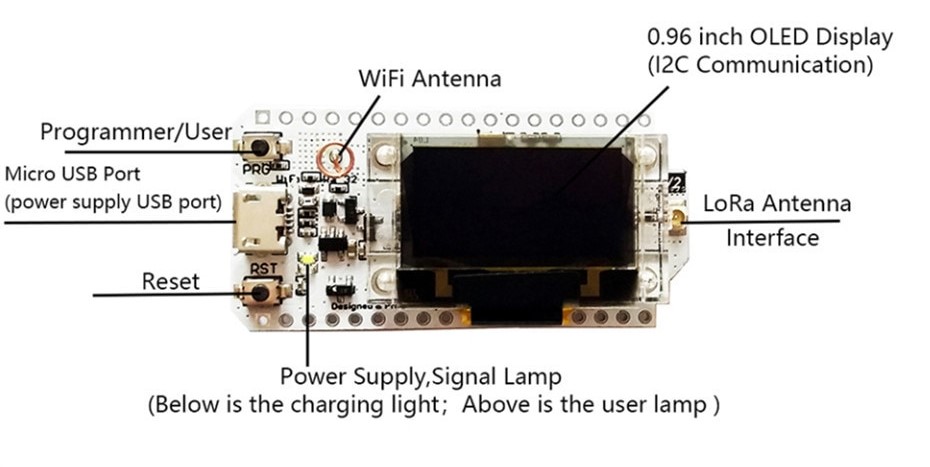 0.96 inch OLED Display
(I2C Communication)
WiFi Antenna
Programmer/User
PRG
Micro USB Port
(power supply USB port)
LoRa Antenna
Interface
RST
Reset
Designed
Power Supply,Signal Lamp
(Below is the charging light; Above is the user lamp )